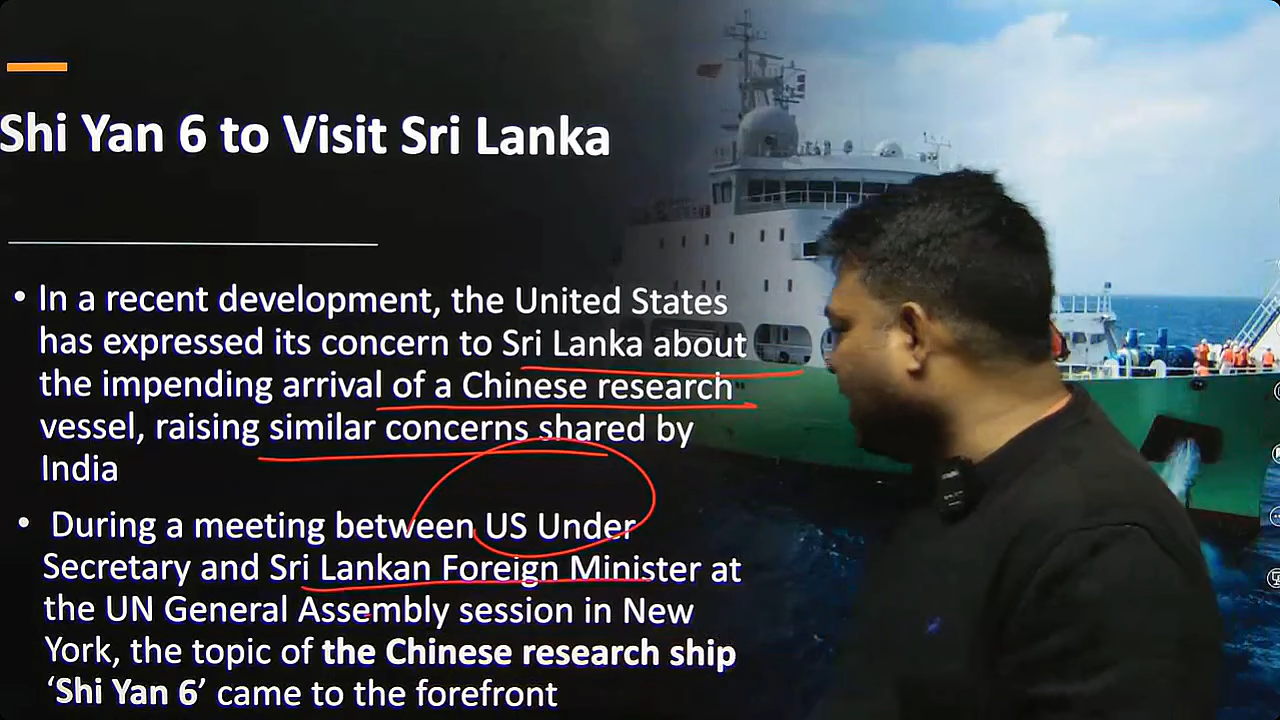 Shi Yan 6 to Visit Sri Lanka
• In a recent development, the United States
has expressed its concern to Sri Lanka about
the impending arrival of a Chinese research
vessel, raising similar concerns shared by
India
• During a meeting between US Under
Secretary and Sri Lankan Foreign Minister at
the UN General Assembly session in New
York, the topic of the Chinese research ship
‘Shi Yan 6’ came to the forefront